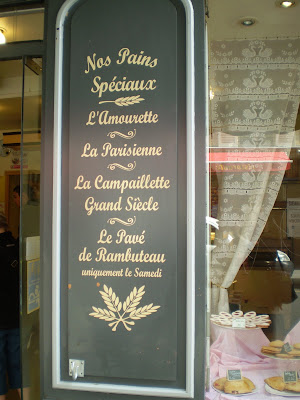 Nos Pains
Spéciaux
L'Amourette
La Parisienne
La Campaillette
Grand Siècle
Le Pavé
de Rambuteau
uniquement le Samedi